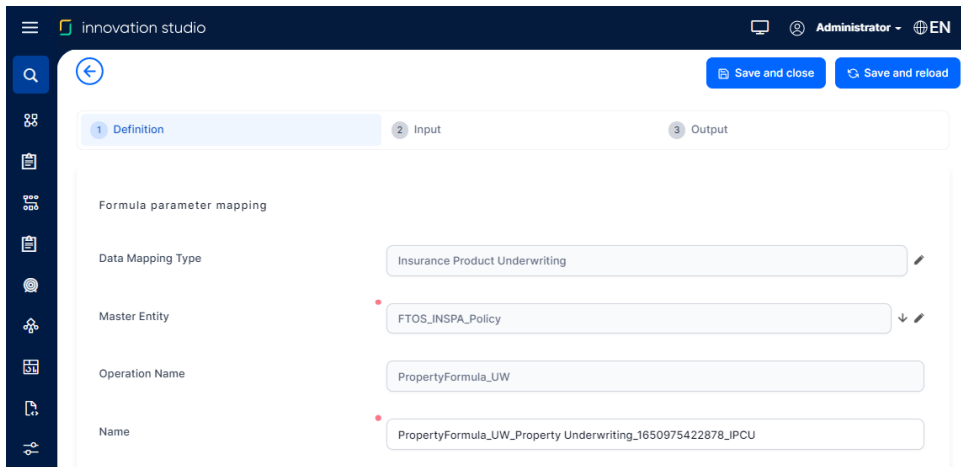 innovation studio
Administrator
EN
Save and close
Save and reload
1 Definition
2 Input
3 Output
Formula parameter mapping
Data Mapping Type
Insurance Product Underwriting
Master Entity
FTOS_INSPA_Policy
Operation Name
PropertyFormula_UW
Name
PropertyFormula_UW_Property Underwriting_1650975422878_IPCU